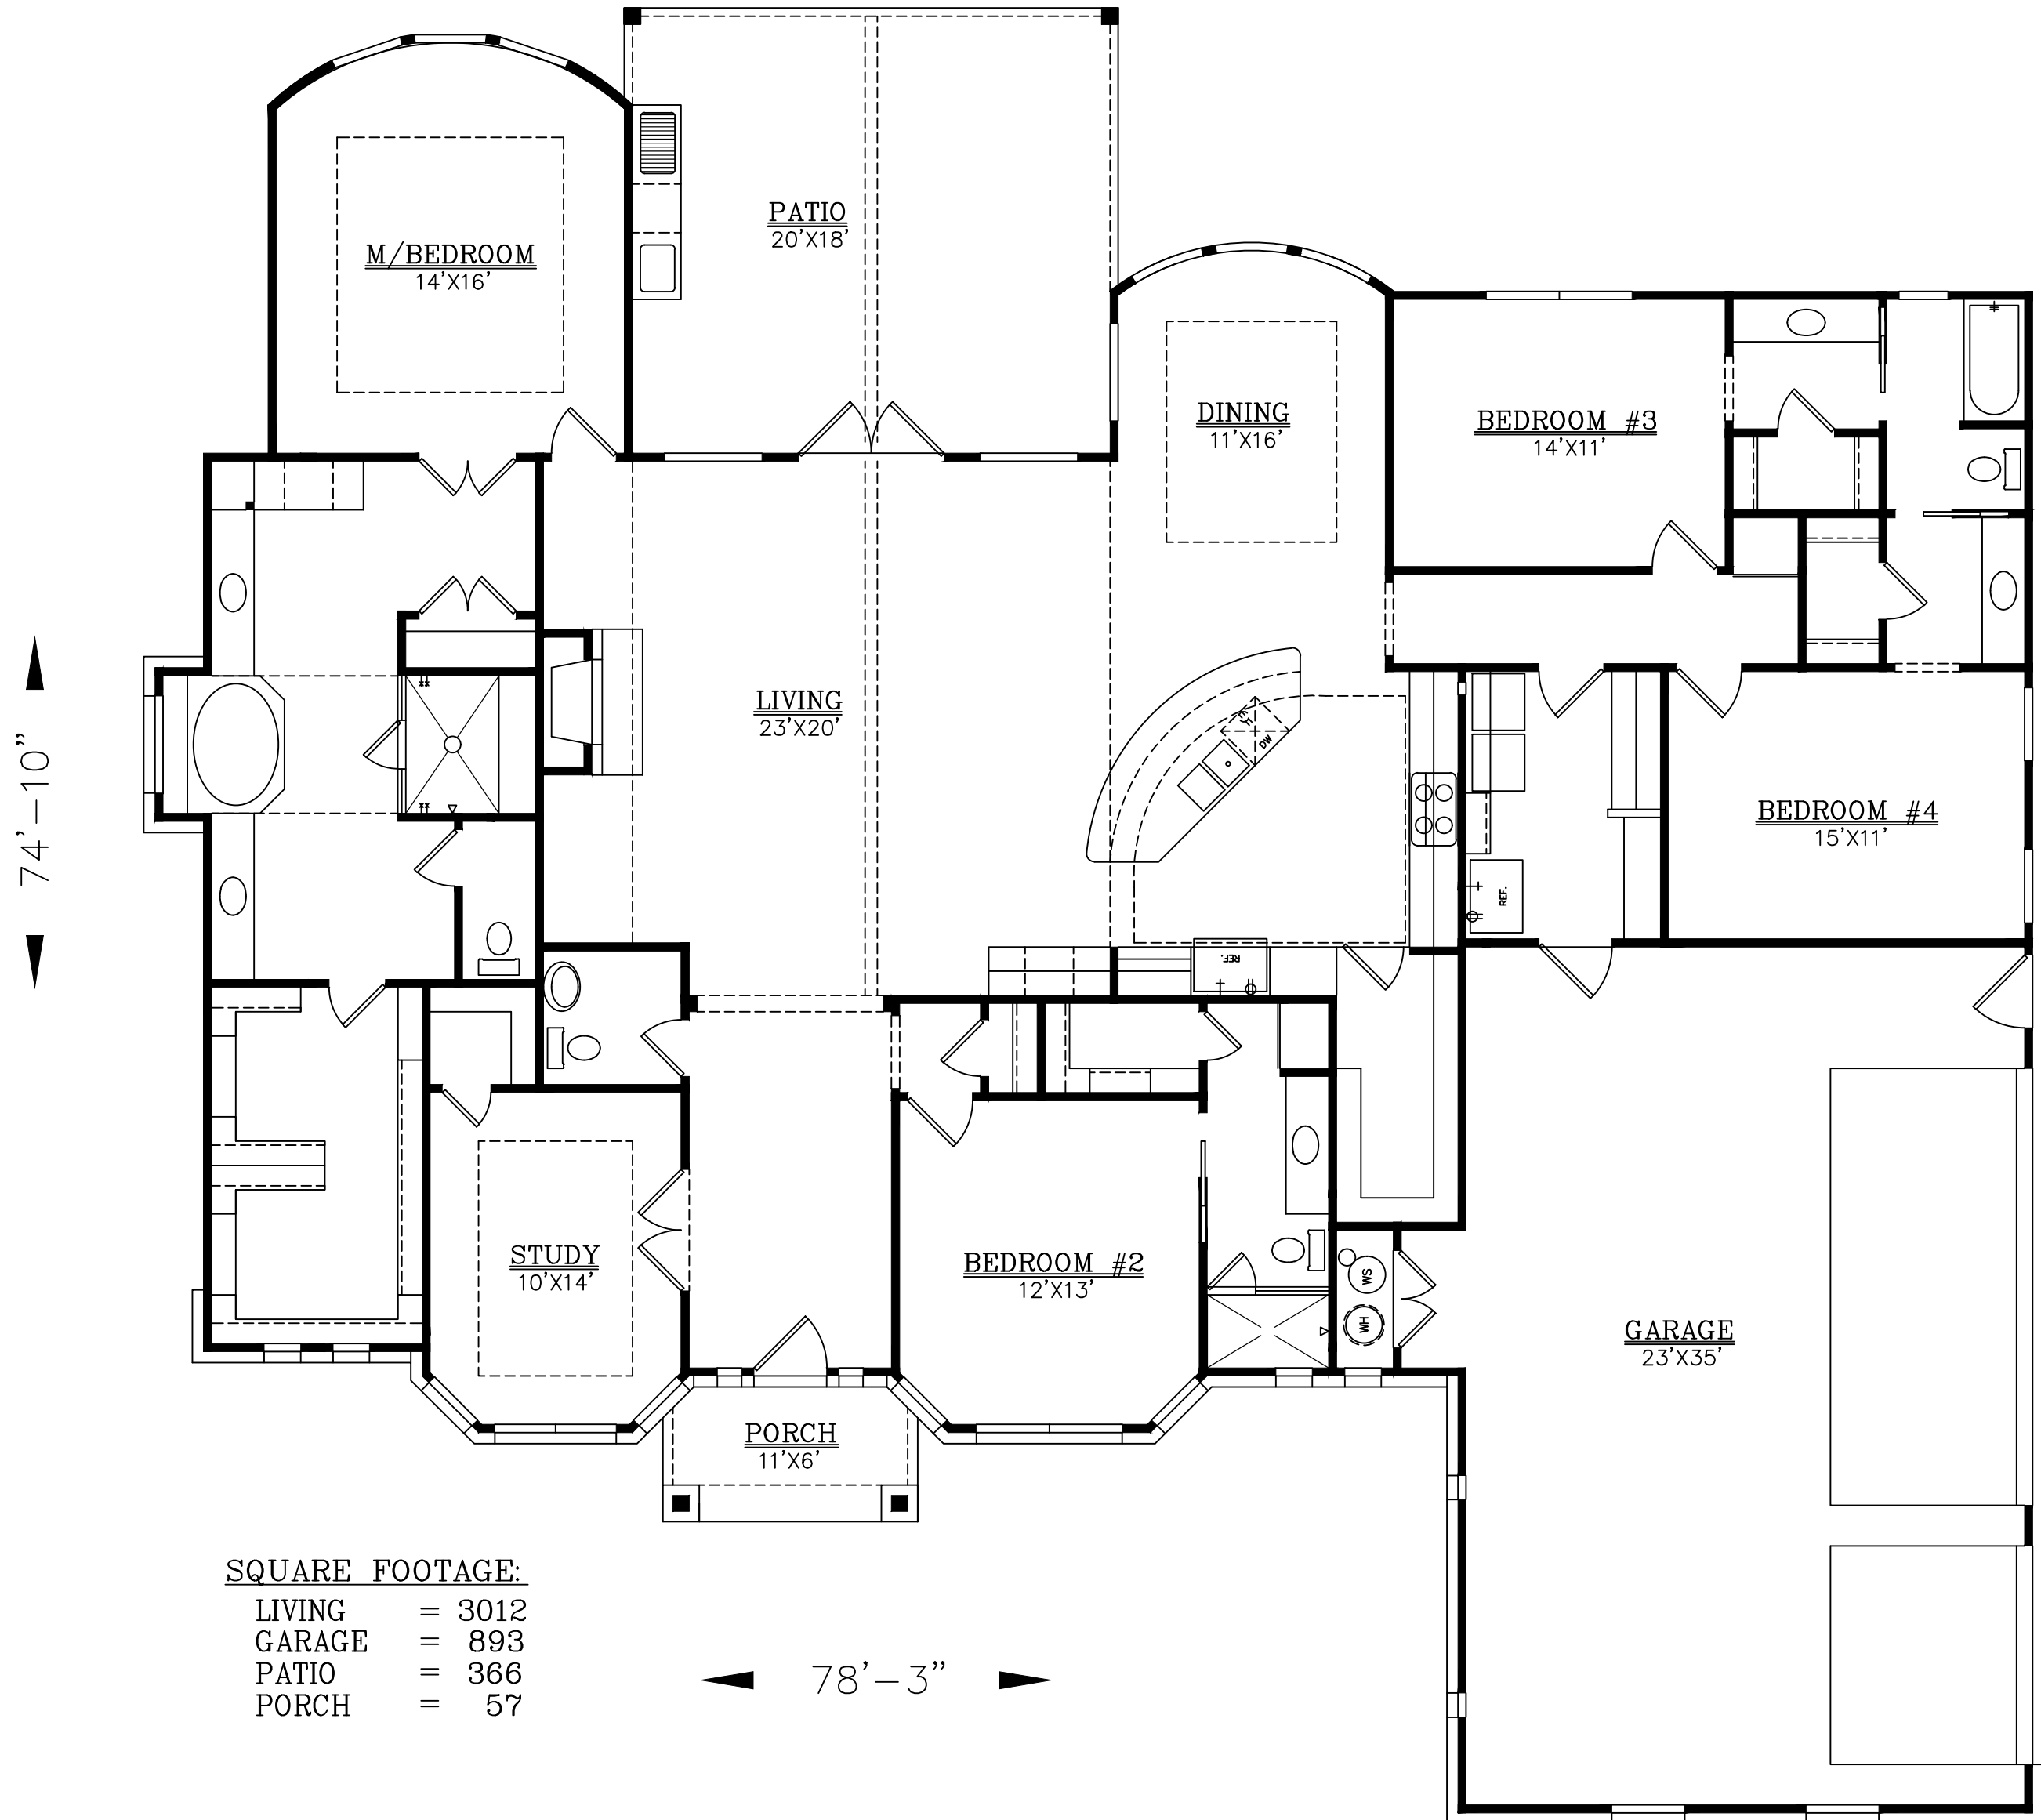 PATIO
20'X18'
M/BEDROOM
14'X16'
DINING
11'X16'
BEDROOM #3
14'X11'
LIVING
23'X20'
DW
BEDROOM #4
15'X11'
REF.
REF.
74'-10"
STUDY
10'X14'
BEDROOM #2
12'X13'
WS
WH
GARAGE
23'X35'
PORCH
11'X6'
SQUARE FOOTAGE:
LIVING = 3012
GARAGE = 893
PATIO = 366
PORCH = 57
78'-3"